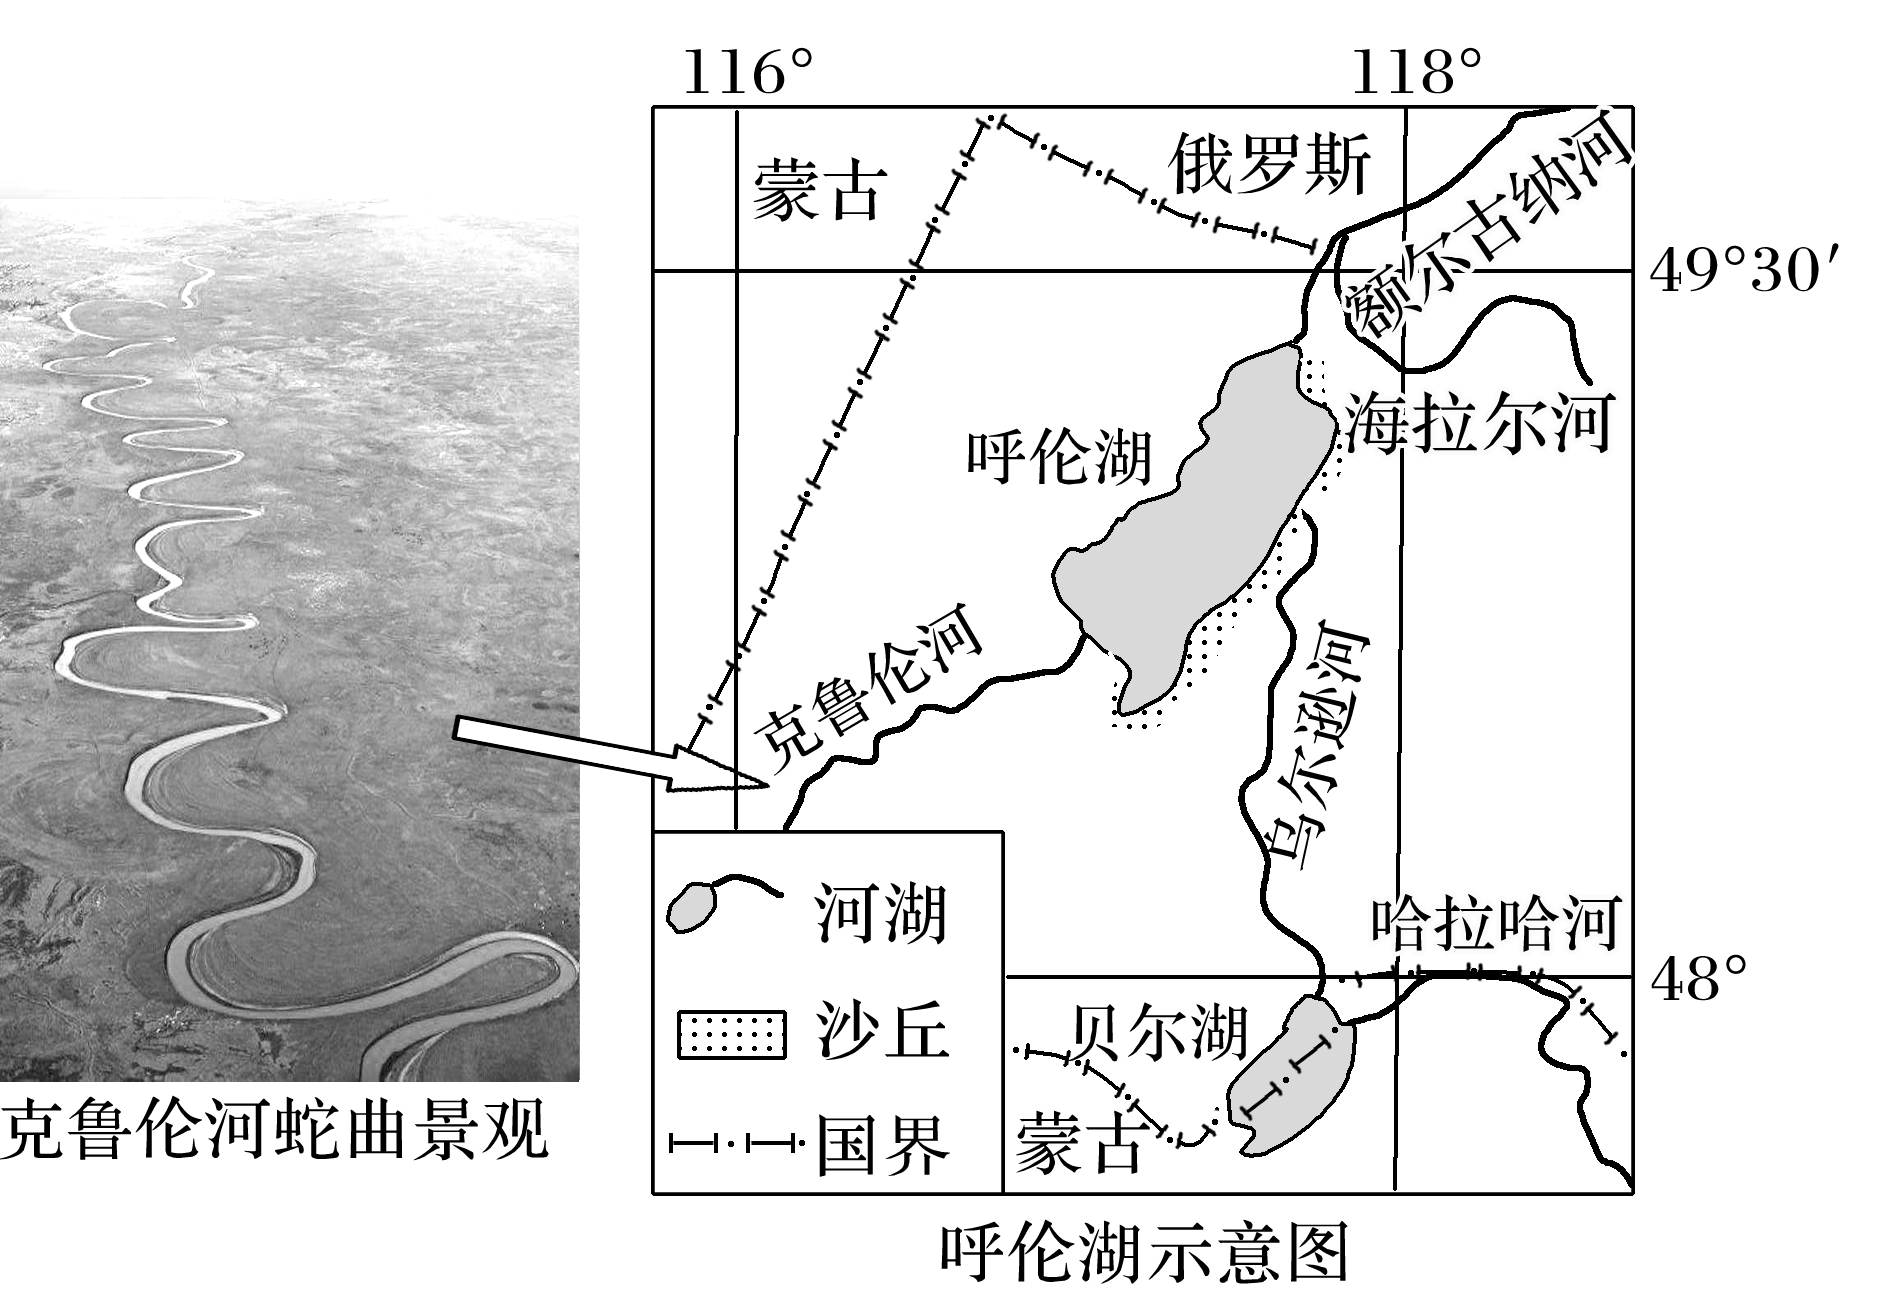 116°
118°
蒙古
俄罗斯
额尔古纳河
49°30′
海拉尔河
呼伦湖
克鲁伦河
乌尔逊河
哈拉哈河
48°
贝尔湖
蒙古
河湖
沙丘
国界
克鲁伦河蛇曲景观
呼伦湖示意图